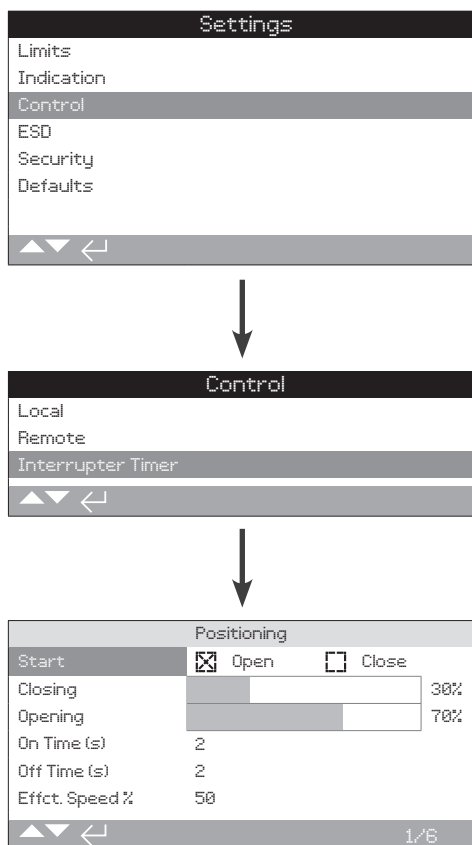 Settings
Limits
Indication
Control
ESD
Security
Defaults
Control
Local
Remote
Interrupter Timer
Positioning
Start Open Close
Closing 30%
Opening 70%
On Time (s) 2
Off Time (s) 2
Effct. Speed % 50
1/6